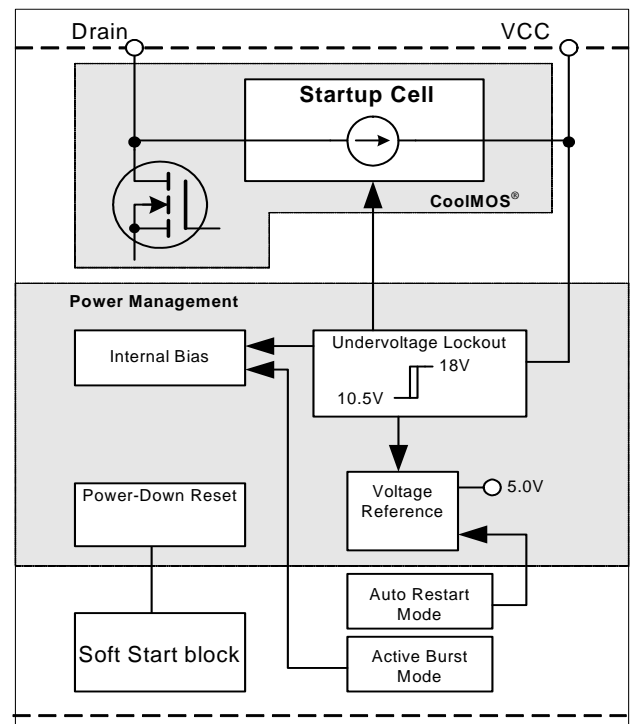 Drain
VCC
Startup Cell
CoolMOS®
Power Management
Internal Bias
Undervoltage Lockout
18V
10.5V
Power-Down Reset
Voltage
Reference
5.0V
Auto Restart
Mode
Soft Start block
Active Burst
Mode